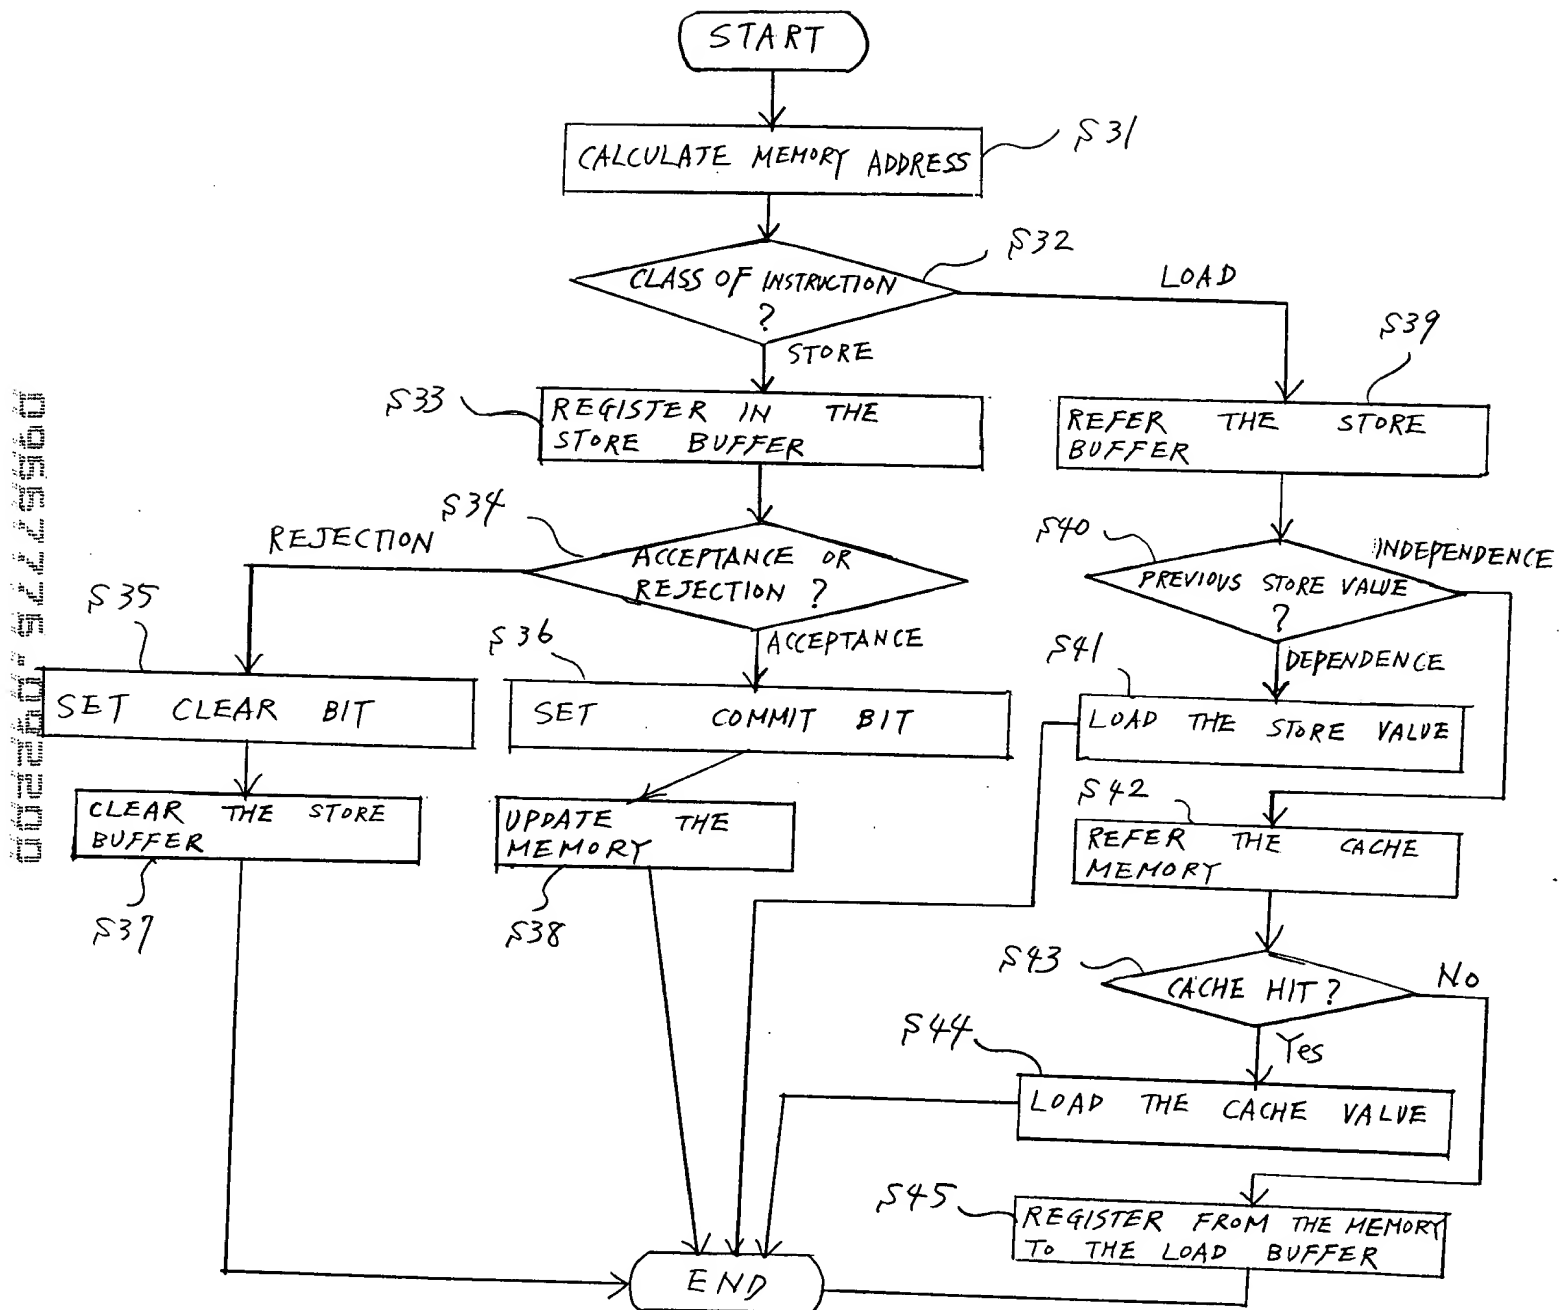 START
CALCULATE MEMORY ADDRESS
S31
CLASS OF INSTRUCTION
?
S32
LOAD
STORE
S39
S33
REGISTER IN THE
STORE BUFFER
REFER THE STORE
BUFFER
S34
REJECTION
ACCEPTANCE OR
REJECTION ?
S40
INDEPENDENCE
PREVIOUS STORE VALUE
?
S35
S36
ACCEPTANCE
S41
DEPENDENCE
SET CLEAR BIT
SET COMMIT BIT
LOAD THE STORE VALUE
S42
CLEAR THE STORE
BUFFER
UPDATE THE
MEMORY
REFER THE CACHE
MEMORY
S37
S38
S43
CACHE HIT?
No
S44
Yes
LOAD THE CACHE VALUE
S45
REGISTER FROM THE MEMORY
TO THE LOAD BUFFER
END